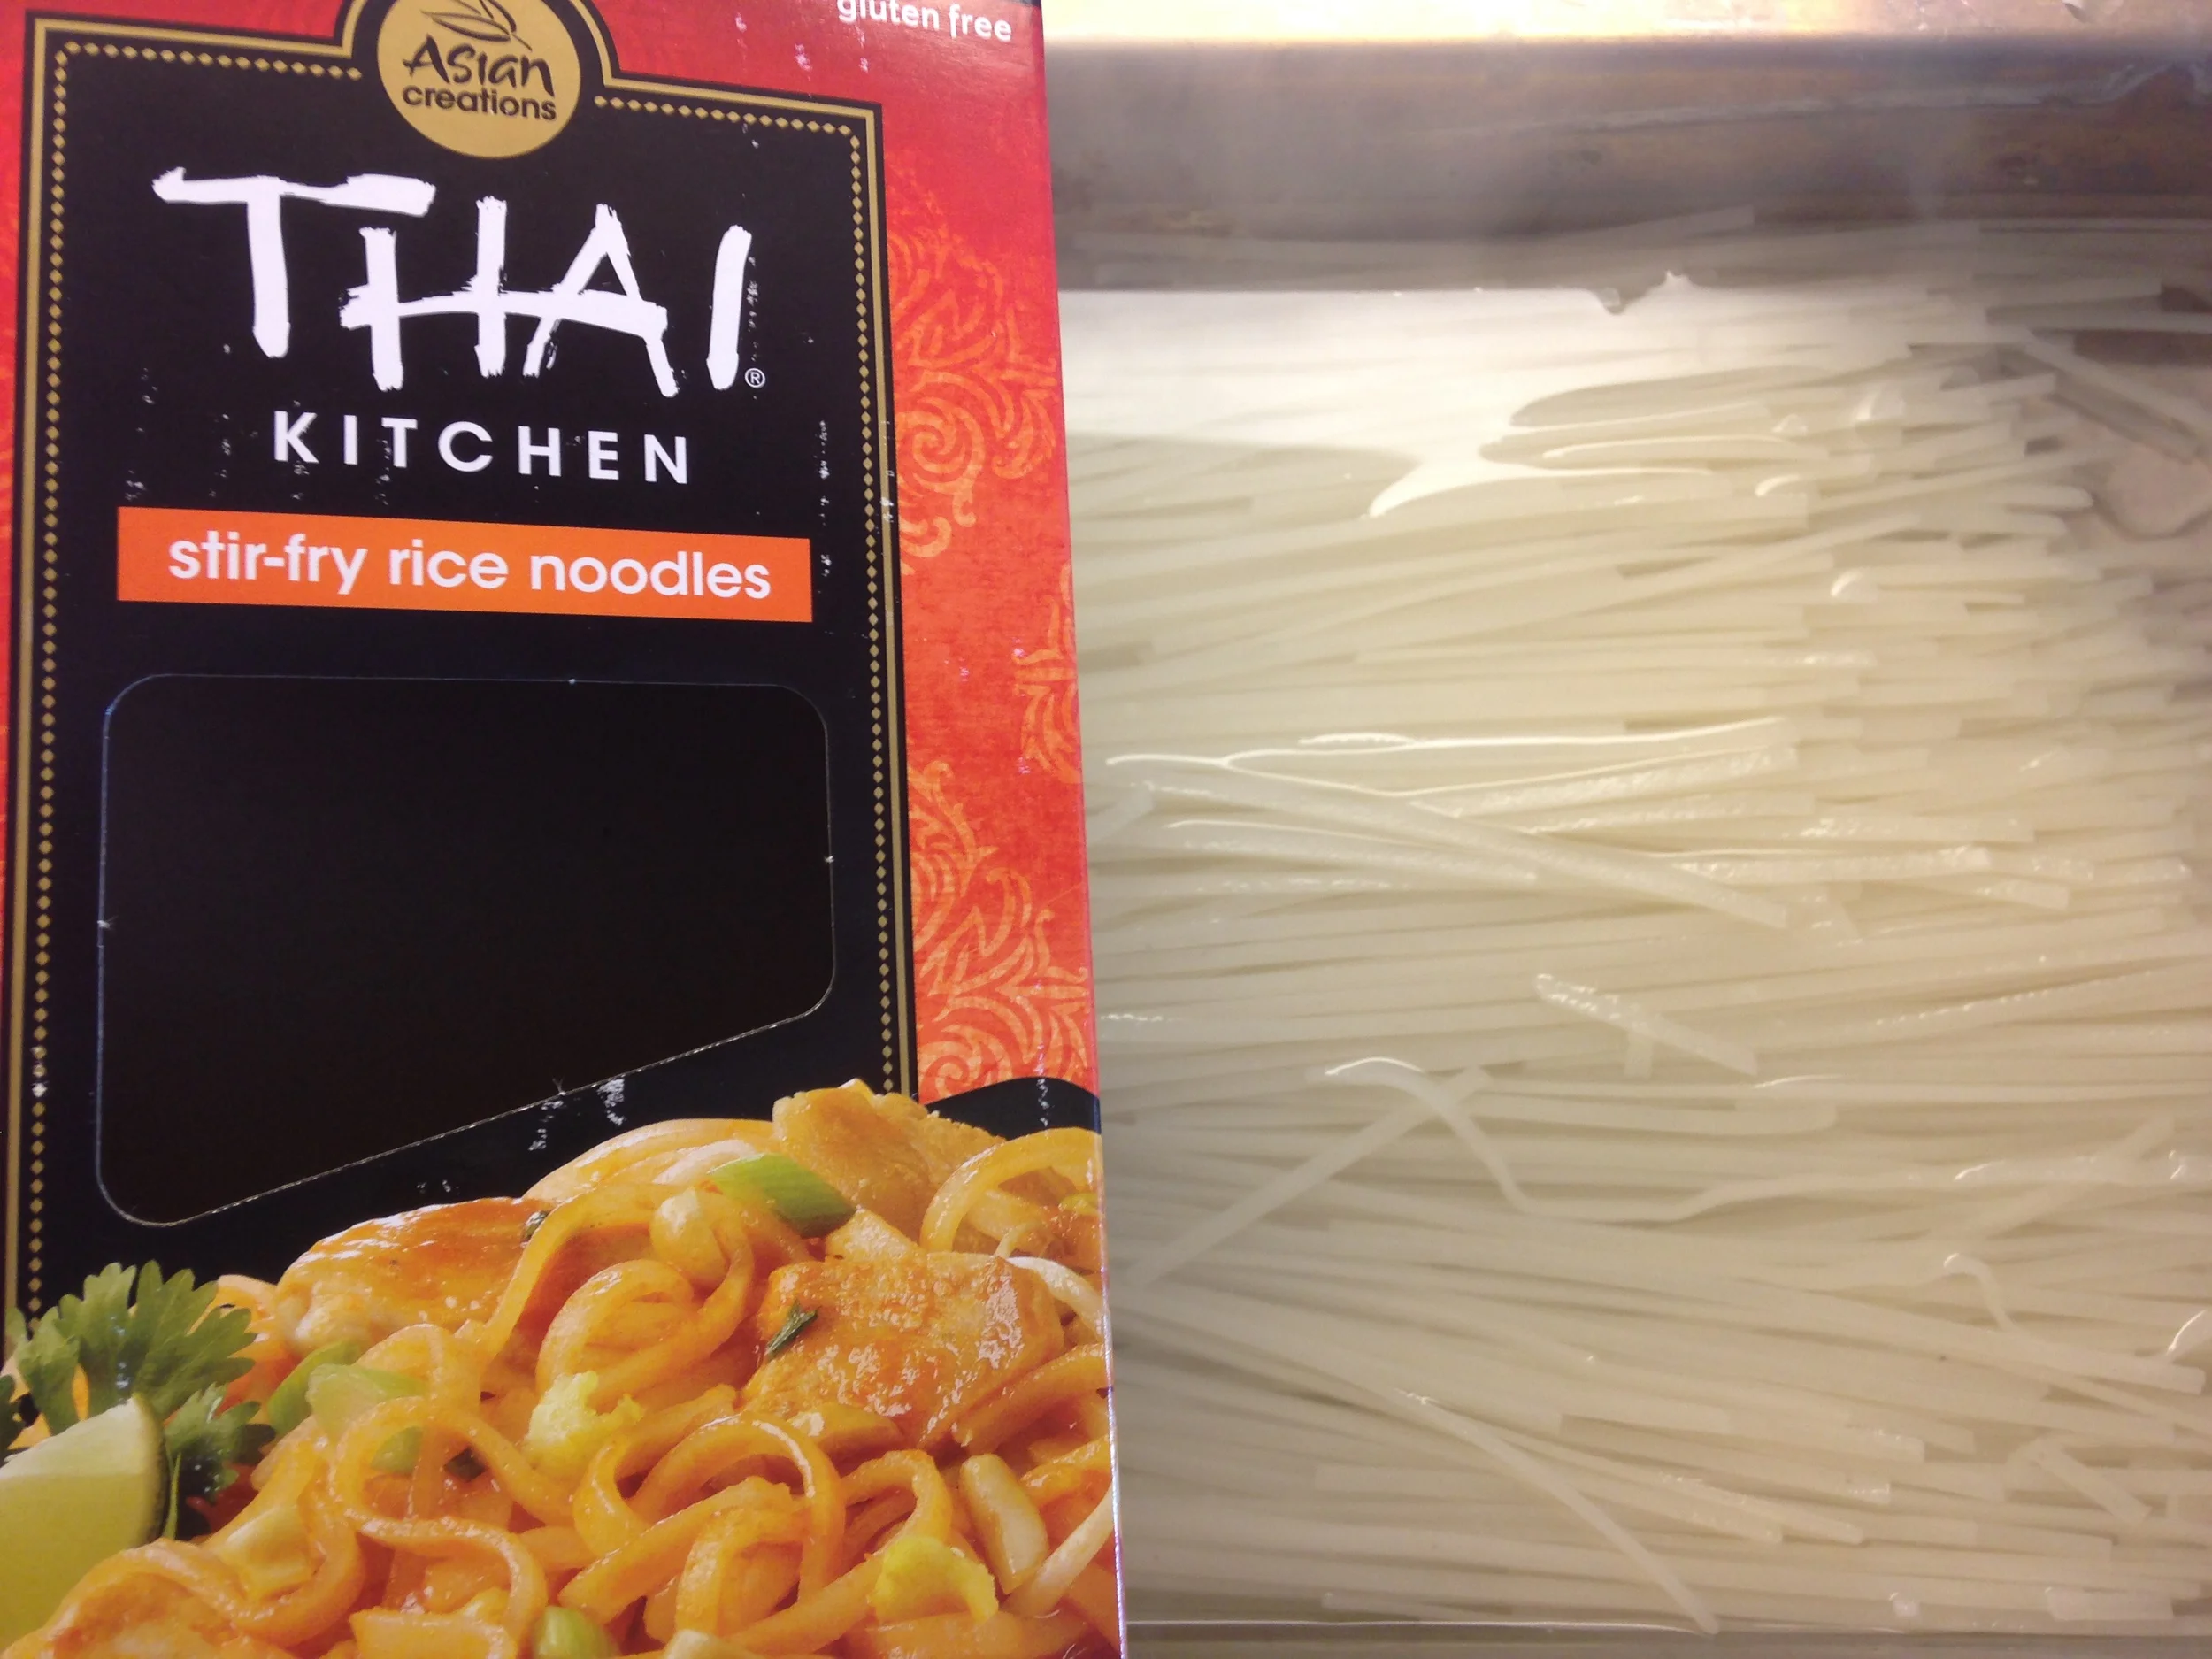 gluten free
Asian
creations
THAI®
KITCHEN
stir-fry rice noodles